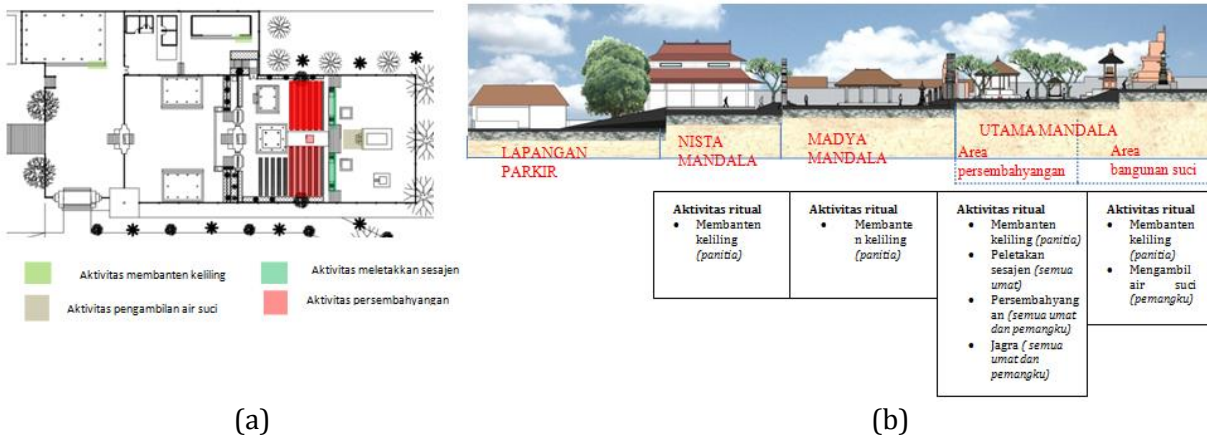 Aktivitas membanten keliling
Aktivitas meletakkan sesajen
Aktivitas pengambilan air suci
Aktivitas persembahyangan
(a)
LAPANGAN
PARKIR
NISTA
MANDALA
MADYA
MANDALA
UTAMA MANDALA
Area
persembahyangan
Area
bangunan suci
Aktivitas ritual
• Membanten
keliling
(panitia)
Aktivitas ritual
• Membante
n keliling
(panitia)
Aktivitas ritual
• Membanten
keliling (panitia)
• Peletakan
sesajen (semua
umat)
• Persembahyang
an (semua umat
dan pemangku)
• Jagra ( semua
umat dan
pemangku)
Aktivitas ritual
• Membanten
keliling
(panitia)
• Mengambil
air suci
(pemangku)
(b)